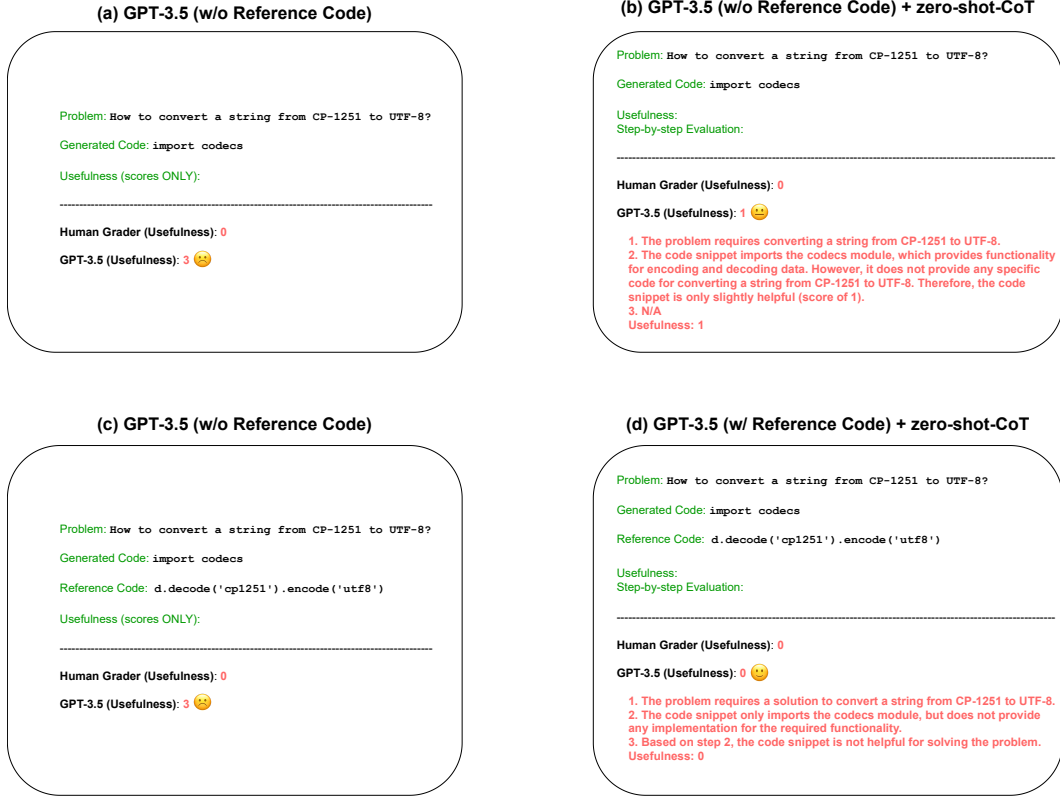 (a) GPT-3.5 (w/o Reference Code)
Problem: How to convert a string from CP-1251 to UTF-8?
Generated Code: import codecs
Usefulness (scores ONLY):
------------------------------------------------------------
Human Grader (Usefulness): 0
GPT-3.5 (Usefulness): 3 ☹️
(b) GPT-3.5 (w/o Reference Code) + zero-shot-CoT
Problem: How to convert a string from CP-1251 to UTF-8?
Generated Code: import codecs
Usefulness:
Step-by-step Evaluation:
------------------------------------------------------------
Human Grader (Usefulness): 0
GPT-3.5 (Usefulness): 1 😐
1. The problem requires converting a string from CP-1251 to UTF-8.
2. The code snippet imports the codecs module, which provides functionality
for encoding and decoding data. However, it does not provide any specific
code for converting a string from CP-1251 to UTF-8. Therefore, the code
snippet is only slightly helpful (score of 1).
3. N/A
Usefulness: 1
(c) GPT-3.5 (w/o Reference Code)
Problem: How to convert a string from CP-1251 to UTF-8?
Generated Code: import codecs
Reference Code: d.decode('cp1251').encode('utf8')
Usefulness (scores ONLY):
------------------------------------------------------------
Human Grader (Usefulness): 0
GPT-3.5 (Usefulness): 3 ☹️
(d) GPT-3.5 (w/ Reference Code) + zero-shot-CoT
Problem: How to convert a string from CP-1251 to UTF-8?
Generated Code: import codecs
Reference Code: d.decode('cp1251').encode('utf8')
Usefulness:
Step-by-step Evaluation:
------------------------------------------------------------
Human Grader (Usefulness): 0
GPT-3.5 (Usefulness): 0 🙂
1. The problem requires a solution to convert a string from CP-1251 to UTF-8.
2. The code snippet only imports the codecs module, but does not provide
any implementation for the required functionality.
3. Based on step 2, the code snippet is not helpful for solving the problem.
Usefulness: 0